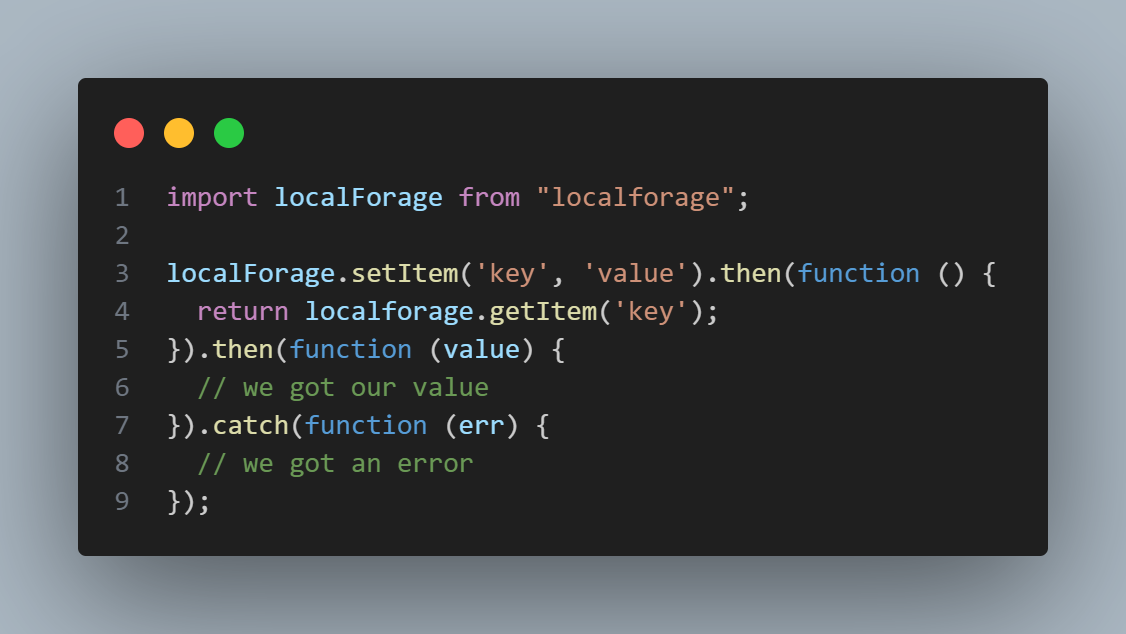 1 import localForage from "localforage";
2
3 localForage.setItem('key', 'value').then(function () {
4   return localforage.getItem('key');
5 }).then(function (value) {
6   // we got our value
7 }).catch(function (err) {
8   // we got an error
9 });